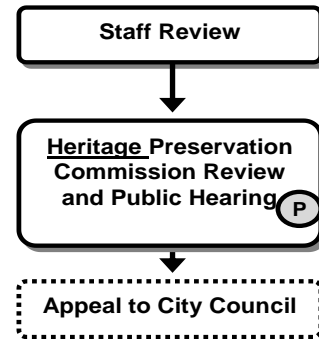 Staff Review
Heritage Preservation
Commission Review
and Public Hearing
P
Appeal to City Council